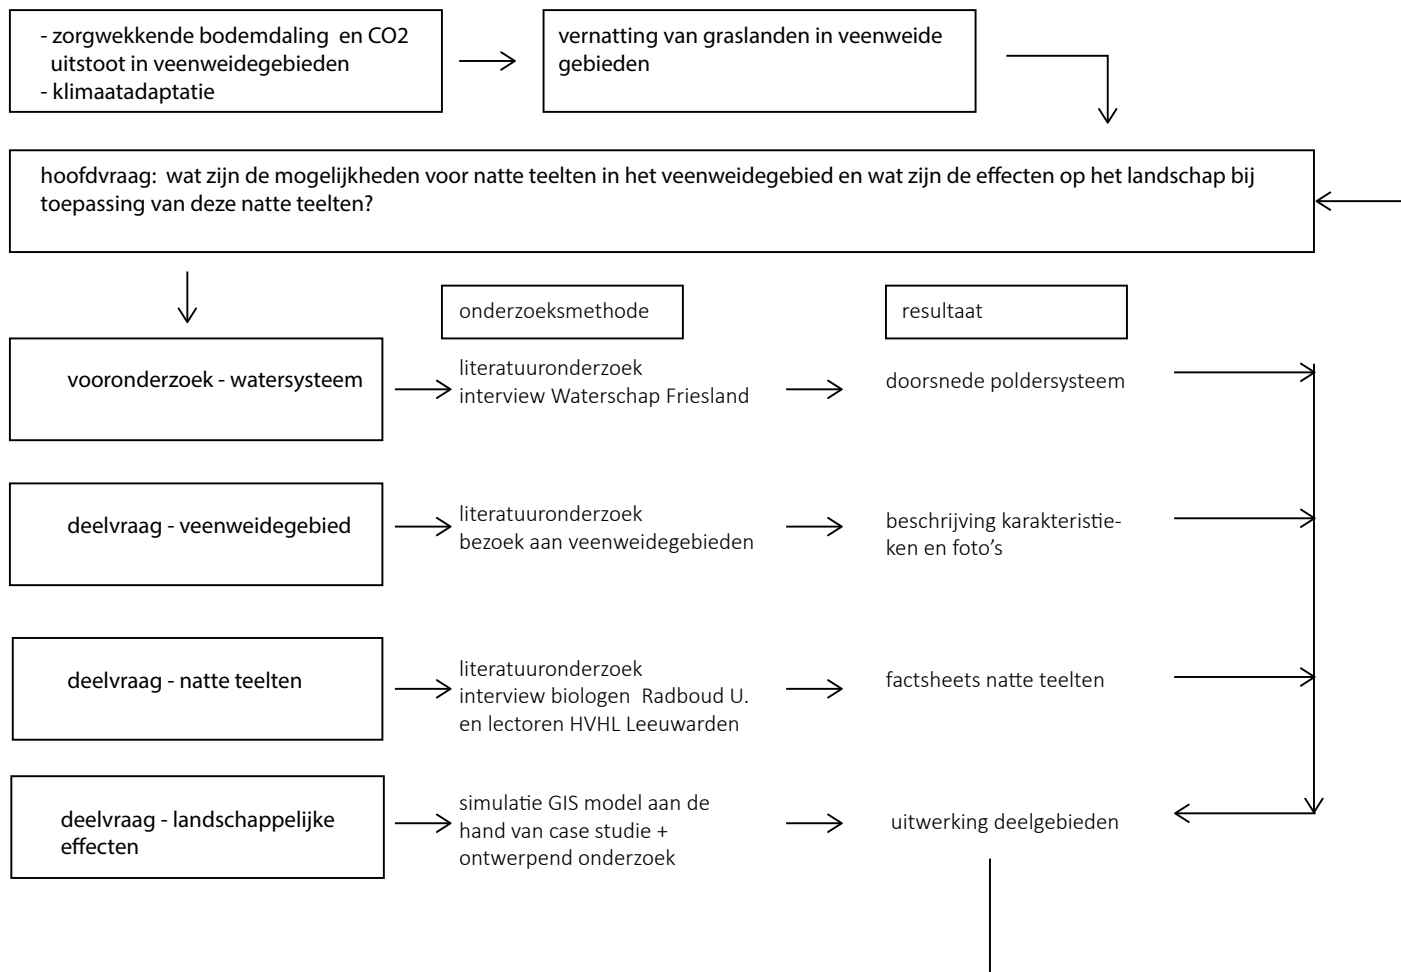 - zorgwekkende bodemdaling en CO2
uitstoot in veenweidegebieden
- klimaatadaptatie
vernatting van graslanden in veenweide
gebieden
hoofdvraag: wat zijn de mogelijkheden voor natte teelten in het veenweidegebied en wat zijn de effecten op het landschap bij
toepassing van deze natte teelten?
onderzoeksmethode
resultaat
vooronderzoek - watersysteem
literatuuronderzoek
interview Waterschap Friesland
doorsnede poldersysteem
deelvraag - veenweidegebied
literatuuronderzoek
bezoek aan veenweidegebieden
beschrijving karakteristie-
ken en foto's
deelvraag - natte teelten
literatuuronderzoek
interview biologen Radboud U.
en lectoren HVHL Leeuwarden
factsheets natte teelten
deelvraag - landschappelijke
effecten
simulatie GIS model aan de
hand van case studie +
ontwerpend onderzoek
uitwerking deelgebieden